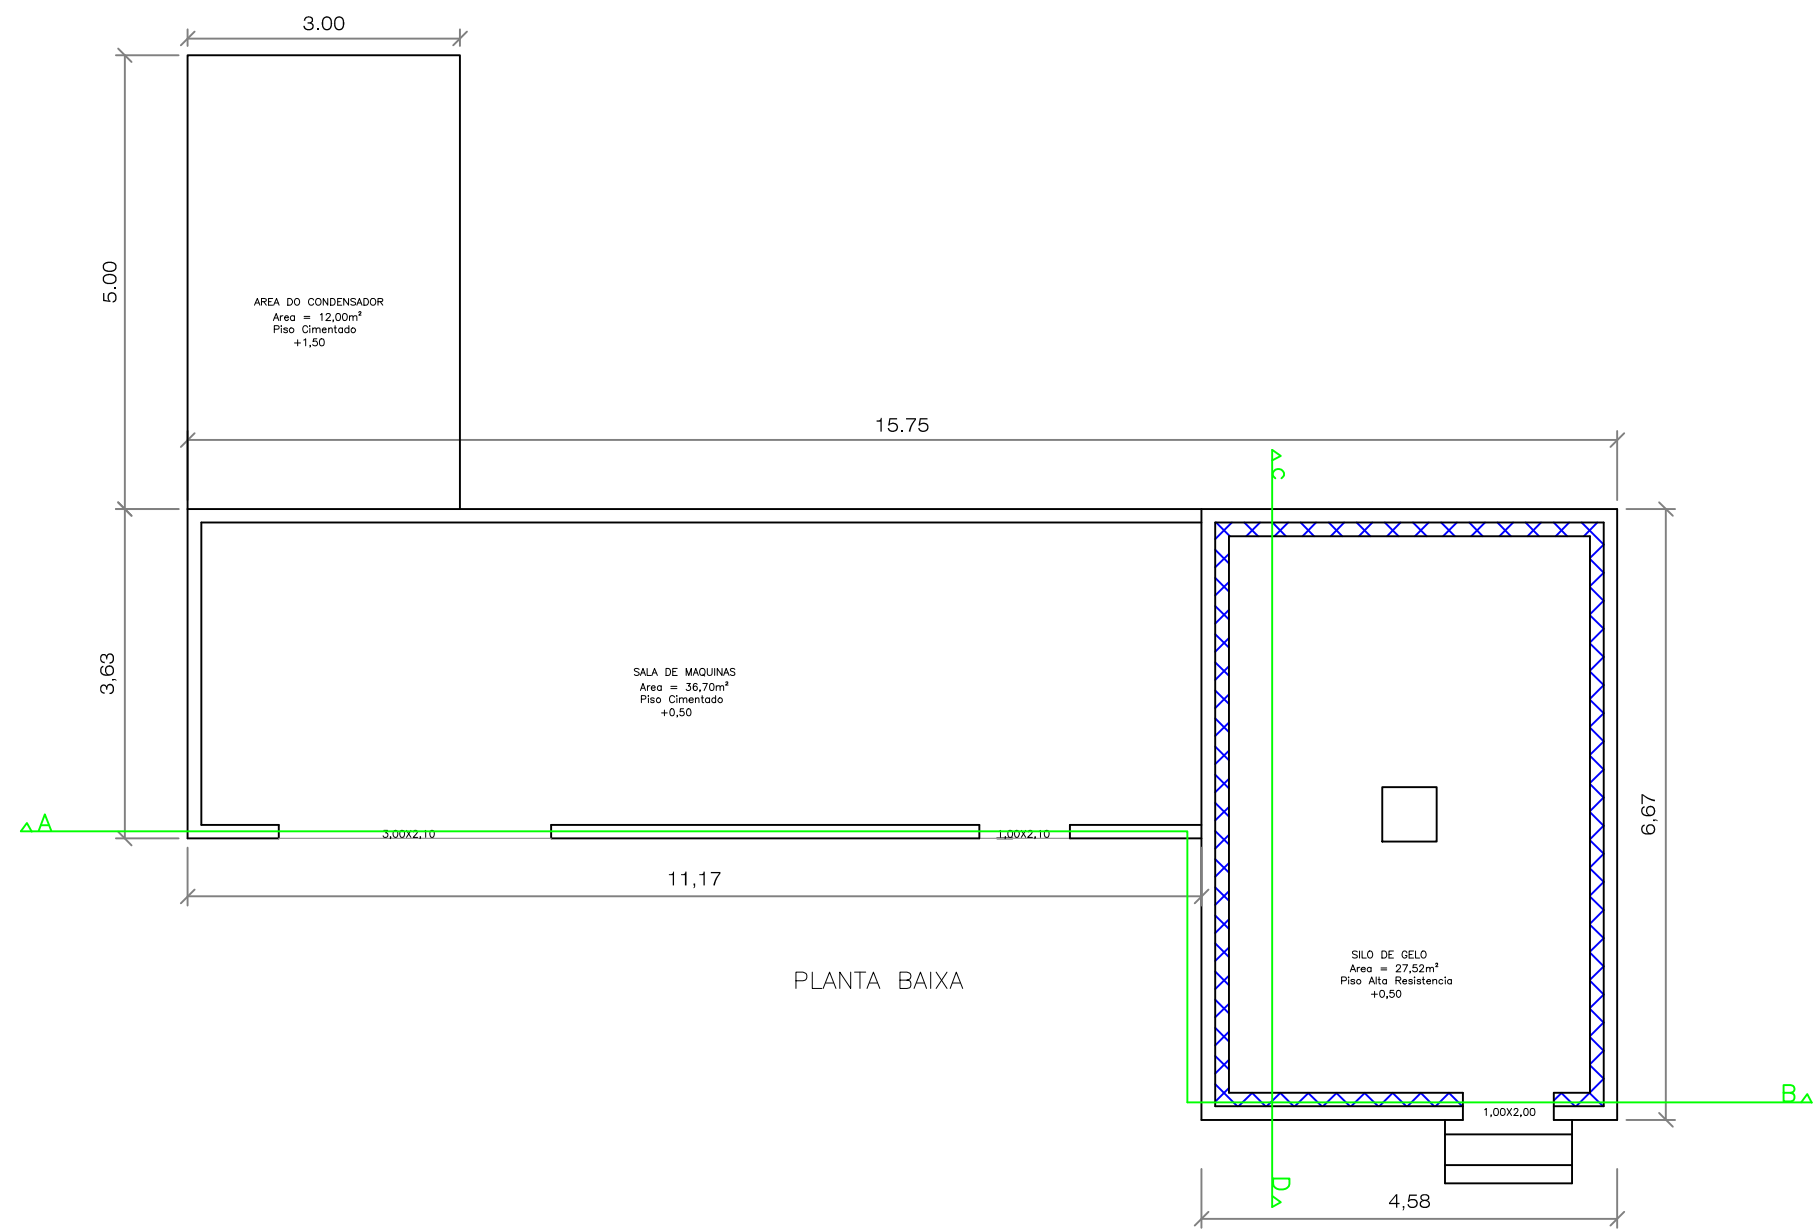 3.00
5.00
AREA DO CONDENSADOR
Area = 12,00m²
Piso Cimentado
+1,50
15.75
C
3,63
SALA DE MAQUINAS
Area = 36,70m²
Piso Cimentado
+0,50
6,67
A
3,00X2,10
1,00X2,10
11,17
PLANTA BAIXA
SILO DE GELO
Area = 27,52m²
Piso Alta Resistencia
+0,50
B
1,00X2,00
D
4,58